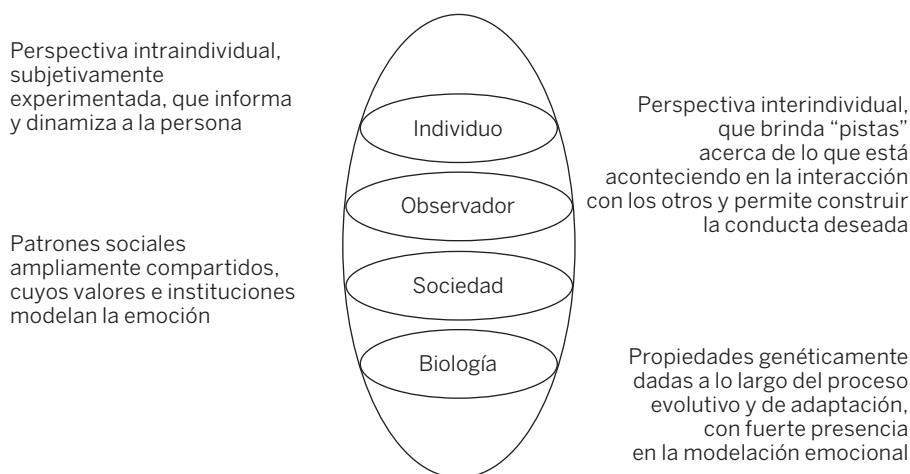 Perspectiva intraindividual,
subjetivamente
experimentada, que informa
y dinamiza a la persona
Individuo
Perspectiva interindividual,
que brinda “pistas”
acerca de lo que está
aconteciendo en la interacción
con los otros y permite construir
la conducta deseada
Observador
Patrones sociales
ampliamente compartidos,
cuyos valores e instituciones
modelan la emoción
Sociedad
Biología
Propiedades genéticamente
dadas a lo largo del proceso
evolutivo y de adaptación,
con fuerte presencia
en la modelación emocional